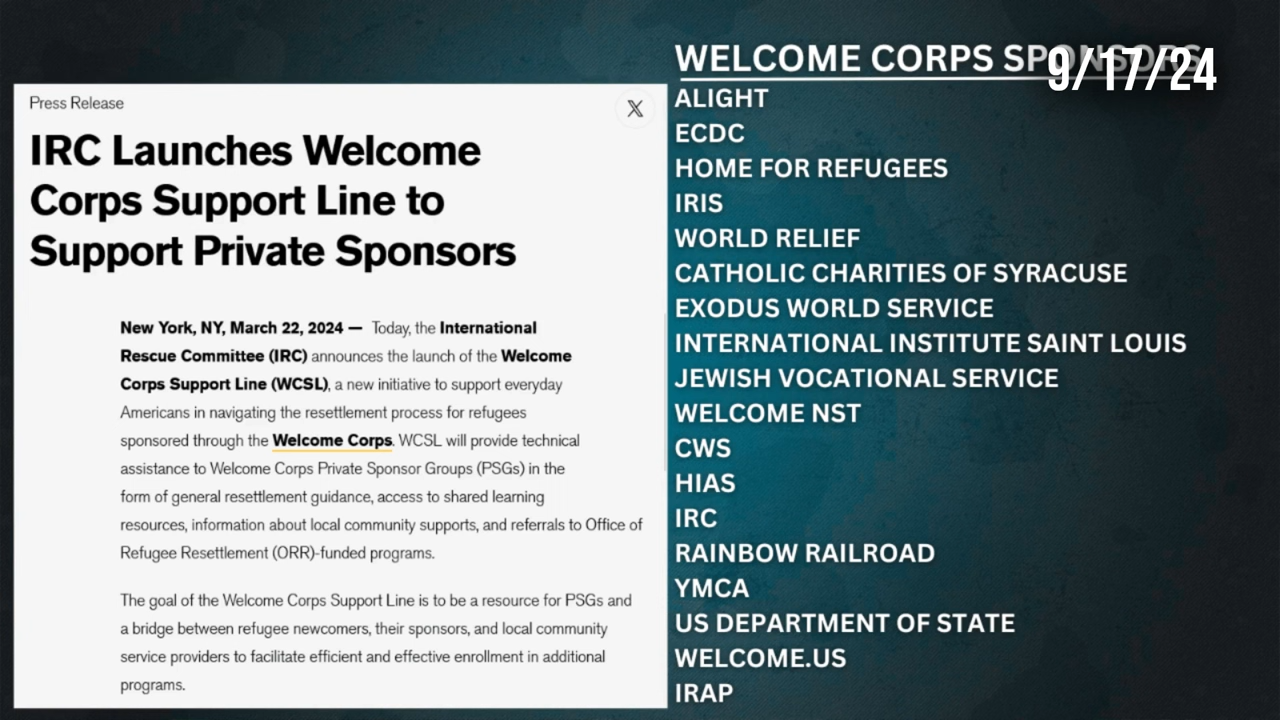 Press Release
IRC Launches Welcome
Corps Support Line to
Support Private Sponsors
New York, NY, March 22, 2024 — Today, the International
Rescue Committee (IRC) announces the launch of the Welcome
Corps Support Line (WCSL), a new initiative to support everyday
Americans in navigating the resettlement process for refugees
sponsored through the Welcome Corps. WCSL will provide technical
assistance to Welcome Corps Private Sponsor Groups (PSGs) in the
form of general resettlement guidance, access to shared learning
resources, information about local community supports, and referrals to Office of
Refugee Resettlement (ORR)-funded programs.
The goal of the Welcome Corps Support Line is to be a resource for PSGs and
a bridge between refugee newcomers, their sponsors, and local community
service providers to facilitate efficient and effective enrollment in additional
programs.
WELCOME CORPS SPONSORS
9/17/24
ALIGHT
ECDC
HOME FOR REFUGEES
IRIS
WORLD RELIEF
CATHOLIC CHARITIES OF SYRACUSE
EXODUS WORLD SERVICE
INTERNATIONAL INSTITUTE SAINT LOUIS
JEWISH VOCATIONAL SERVICE
WELCOME NST
CWS
HIAS
IRC
RAINBOW RAILROAD
YMCA
US DEPARTMENT OF STATE
WELCOME.US
IRAP